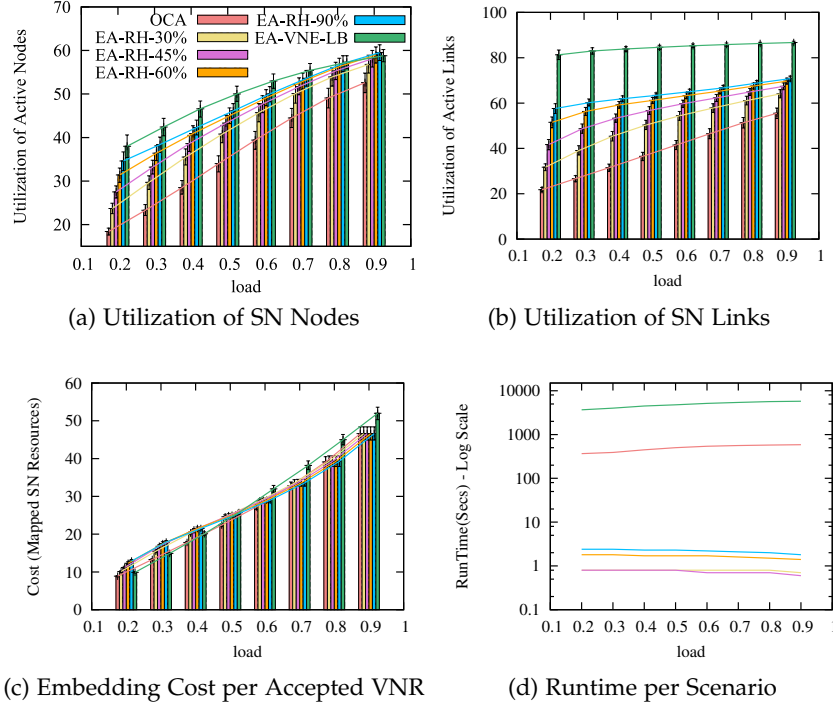 OCA
EA-RH-30%
EA-RH-45%
EA-RH-60%
EA-RH-90%
EA-VNE-LB
Utilization of Active Nodes
70
60
50
40
30
20
0.1 0.2 0.3 0.4 0.5 0.6 0.7 0.8 0.9 1
load
(a) Utilization of SN Nodes
Utilization of Active Links
100
80
60
40
20
0
0.1 0.2 0.3 0.4 0.5 0.6 0.7 0.8 0.9 1
load
(b) Utilization of SN Links
Cost (Mapped SN Resources)
60
50
40
30
20
10
0
0.1 0.2 0.3 0.4 0.5 0.6 0.7 0.8 0.9 1
load
(c) Embedding Cost per Accepted VNR
RunTime(Secs) - Log Scale
10000
1000
100
10
1
0.1
0.1 0.2 0.3 0.4 0.5 0.6 0.7 0.8 0.9 1
load
(d) Runtime per Scenario